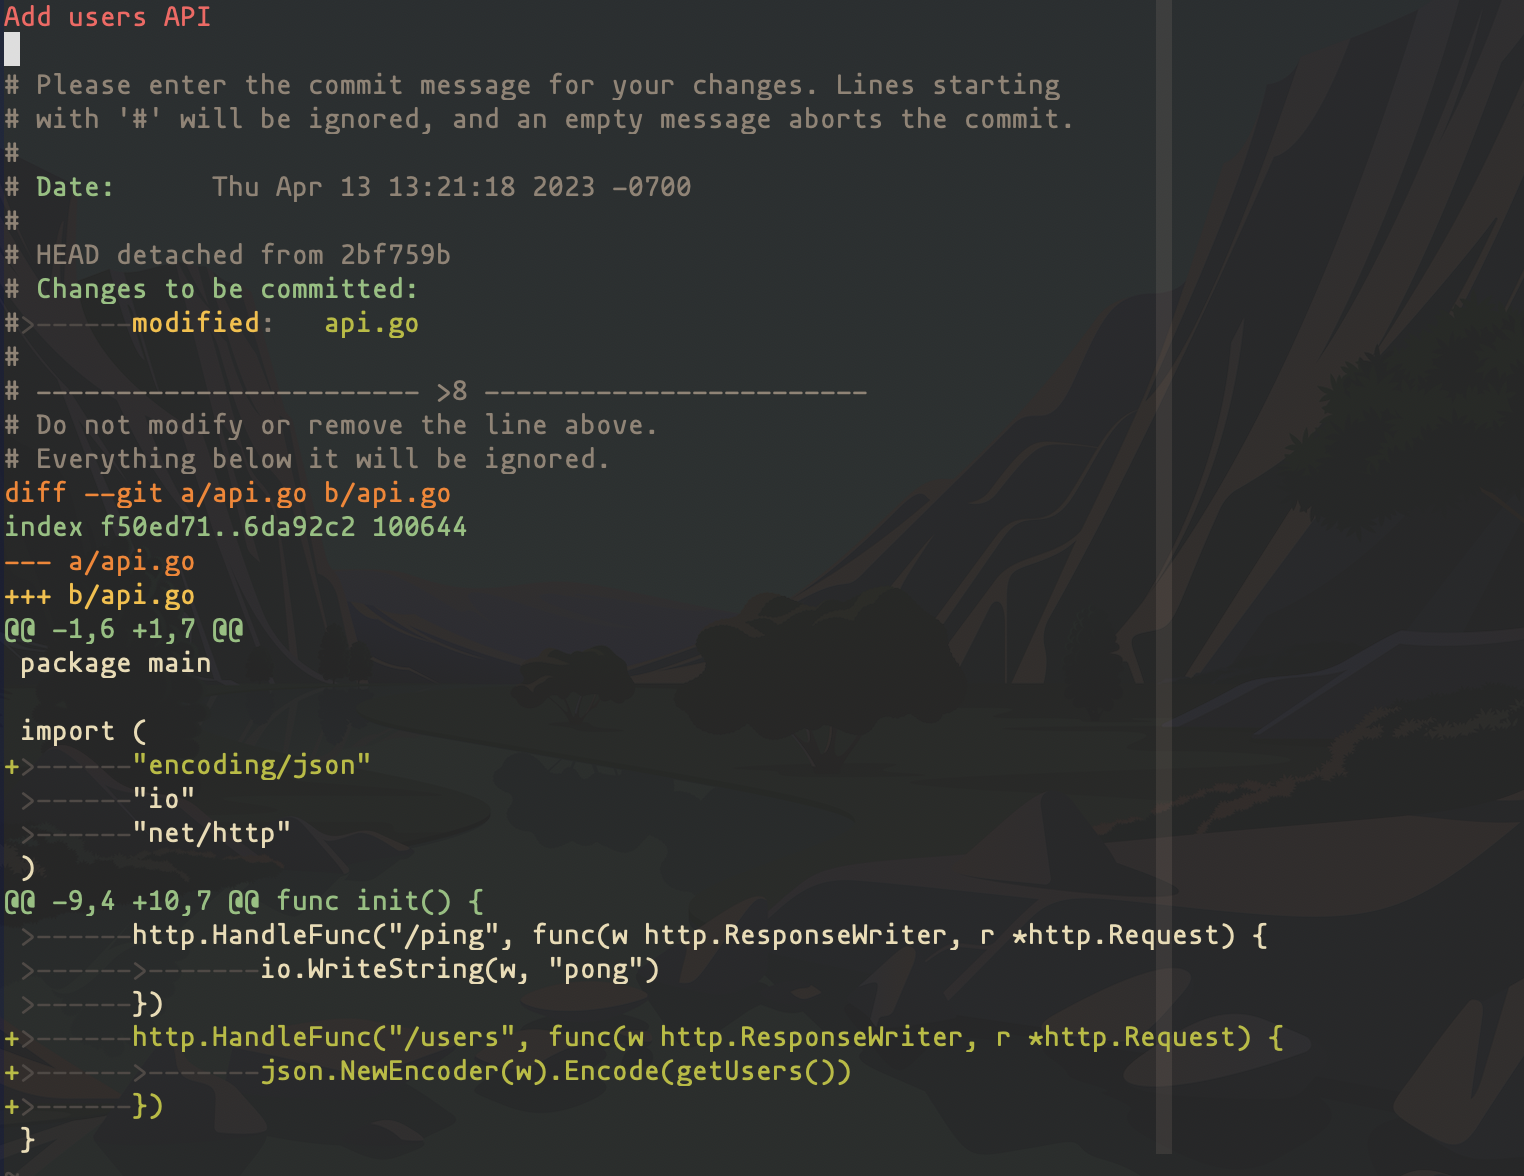 Add users API
# Please enter the commit message for your changes. Lines starting
# with '#' will be ignored, and an empty message aborts the commit.
#
# Date:      Thu Apr 13 13:21:18 2023 -0700
#
# HEAD detached from 2bf759b
# Changes to be committed:
#>------modified:   api.go
#
# ------------------------ >8 ------------------------
# Do not modify or remove the line above.
# Everything below it will be ignored.
diff --git a/api.go b/api.go
index f50ed71..6da92c2 100644
--- a/api.go
+++ b/api.go
@@ -1,6 +1,7 @@
 package main

 import (
+>------"encoding/json"
 >------"io"
 >------"net/http"
 )
@@ -9,4 +10,7 @@ func init() {
 >------http.HandleFunc("/ping", func(w http.ResponseWriter, r *http.Request) {
 >------>-------io.WriteString(w, "pong")
 >------})
+>------http.HandleFunc("/users", func(w http.ResponseWriter, r *http.Request) {
+>------>-------json.NewEncoder(w).Encode(getUsers())
+>------})
 }
~